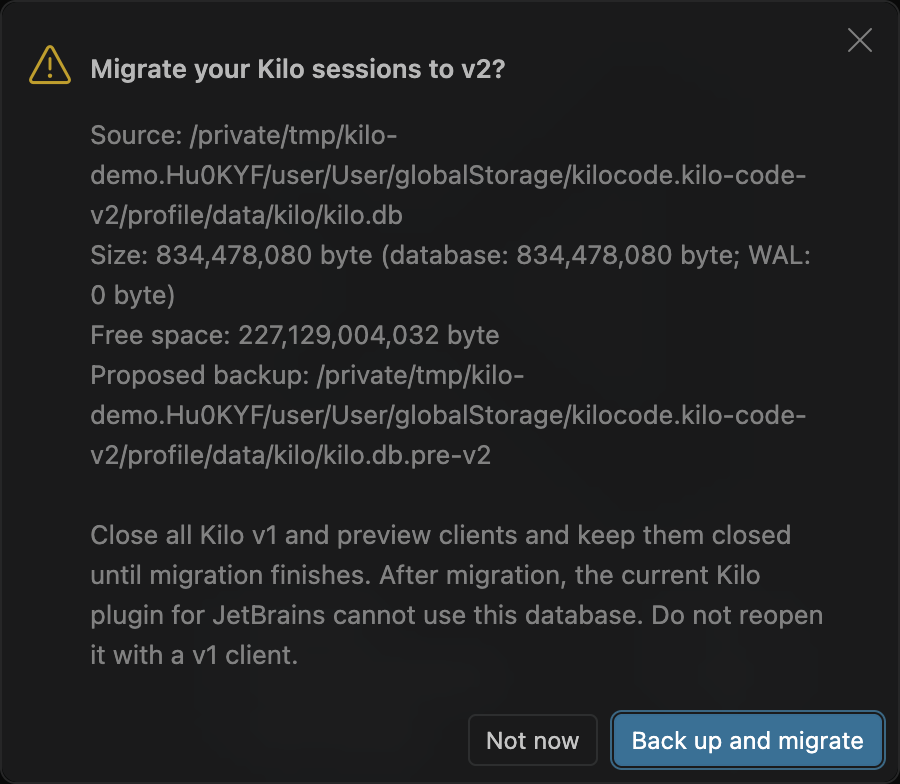 Migrate your Kilo sessions to v2?
Source: /private/tmp/kilo-
demo.Hu0KYF/user/User/globalStorage/kilocode.kilo-code-
v2/profile/data/kilo/kilo.db
Size: 834,478,080 byte (database: 834,478,080 byte; WAL:
0 byte)
Free space: 227,129,004,032 byte
Proposed backup: /private/tmp/kilo-
demo.Hu0KYF/user/User/globalStorage/kilocode.kilo-code-
v2/profile/data/kilo/kilo.db.pre-v2
Close all Kilo v1 and preview clients and keep them closed
until migration finishes. After migration, the current Kilo
plugin for JetBrains cannot use this database. Do not reopen
it with a v1 client.
Not now
Back up and migrate